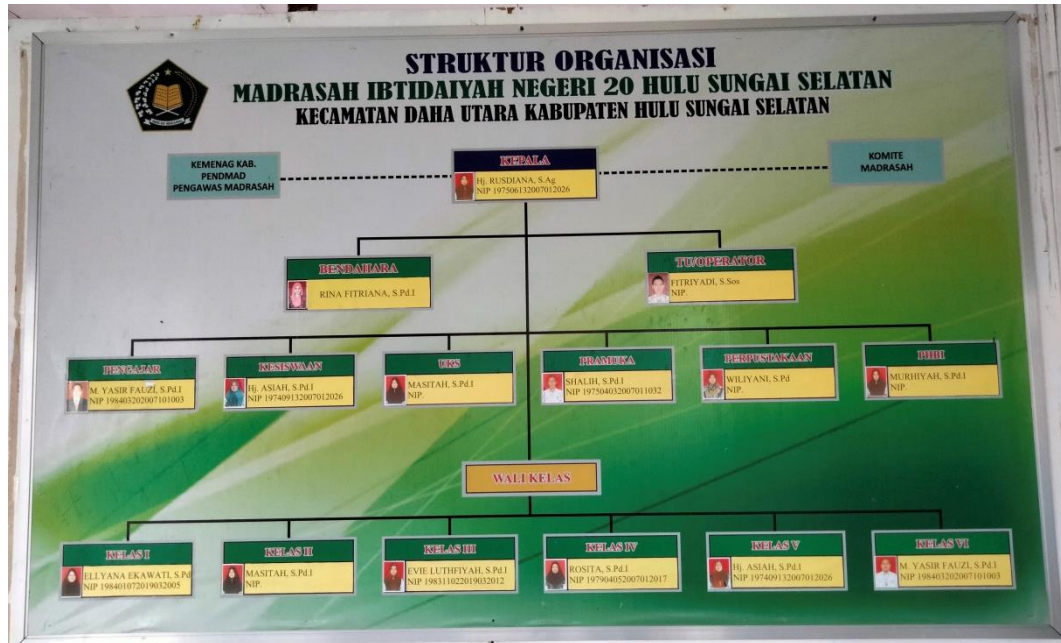 STRUKTUR ORGANISASI
MADRASAH IBTIDAIYAH NEGERI 20 HULU SUNGAI SELATAN
KECAMATAN DAHA UTARA KABUPATEN HULU SUNGAI SELATAN
KEMENAG KAB.
PENDMAD
PENGAWAS MADRASAH
KEPALA
Hj. RUSDIANA, S.Ag
NIP 197506132007012026
KOMITE
MADRASAH
BENDAHARA
RINA FITRIANA, S.Pd.I
TU/OPERATOR
FITRIYADI, S.Sos
NIP.
PENGAJAR
M. YASIR FAUZI, S.Pd.I
NIP 198403202007101003
KESISWAAN
Hj. ASIAH, S.Pd.I
NIP 197409132007012026
UKS
MASITAH, S.Pd.I
NIP.
PRAMUKA
SHALIH, S.Pd.I
NIP 197504032007011032
PERPUSTAKAAN
WILIYANI, S.Pd
NIP.
PHBI
MURHIYAH, S.Pd.I
NIP.
WALI KELAS
KELAS I
ELLYANA EKAWATI, S.Pd
NIP 198401072019032005
KELAS II
MASITAH, S.Pd.I
NIP.
KELAS III
EVIE LUTHFIYAH, S.Pd.I
NIP 198311022019032012
KELAS IV
ROSITA, S.Pd.I
NIP 197904052007012017
KELAS V
Hj. ASIAH, S.Pd.I
NIP 197409132007012026
KELAS VI
M. YASIR FAUZI, S.Pd.I
NIP 198403202007101003